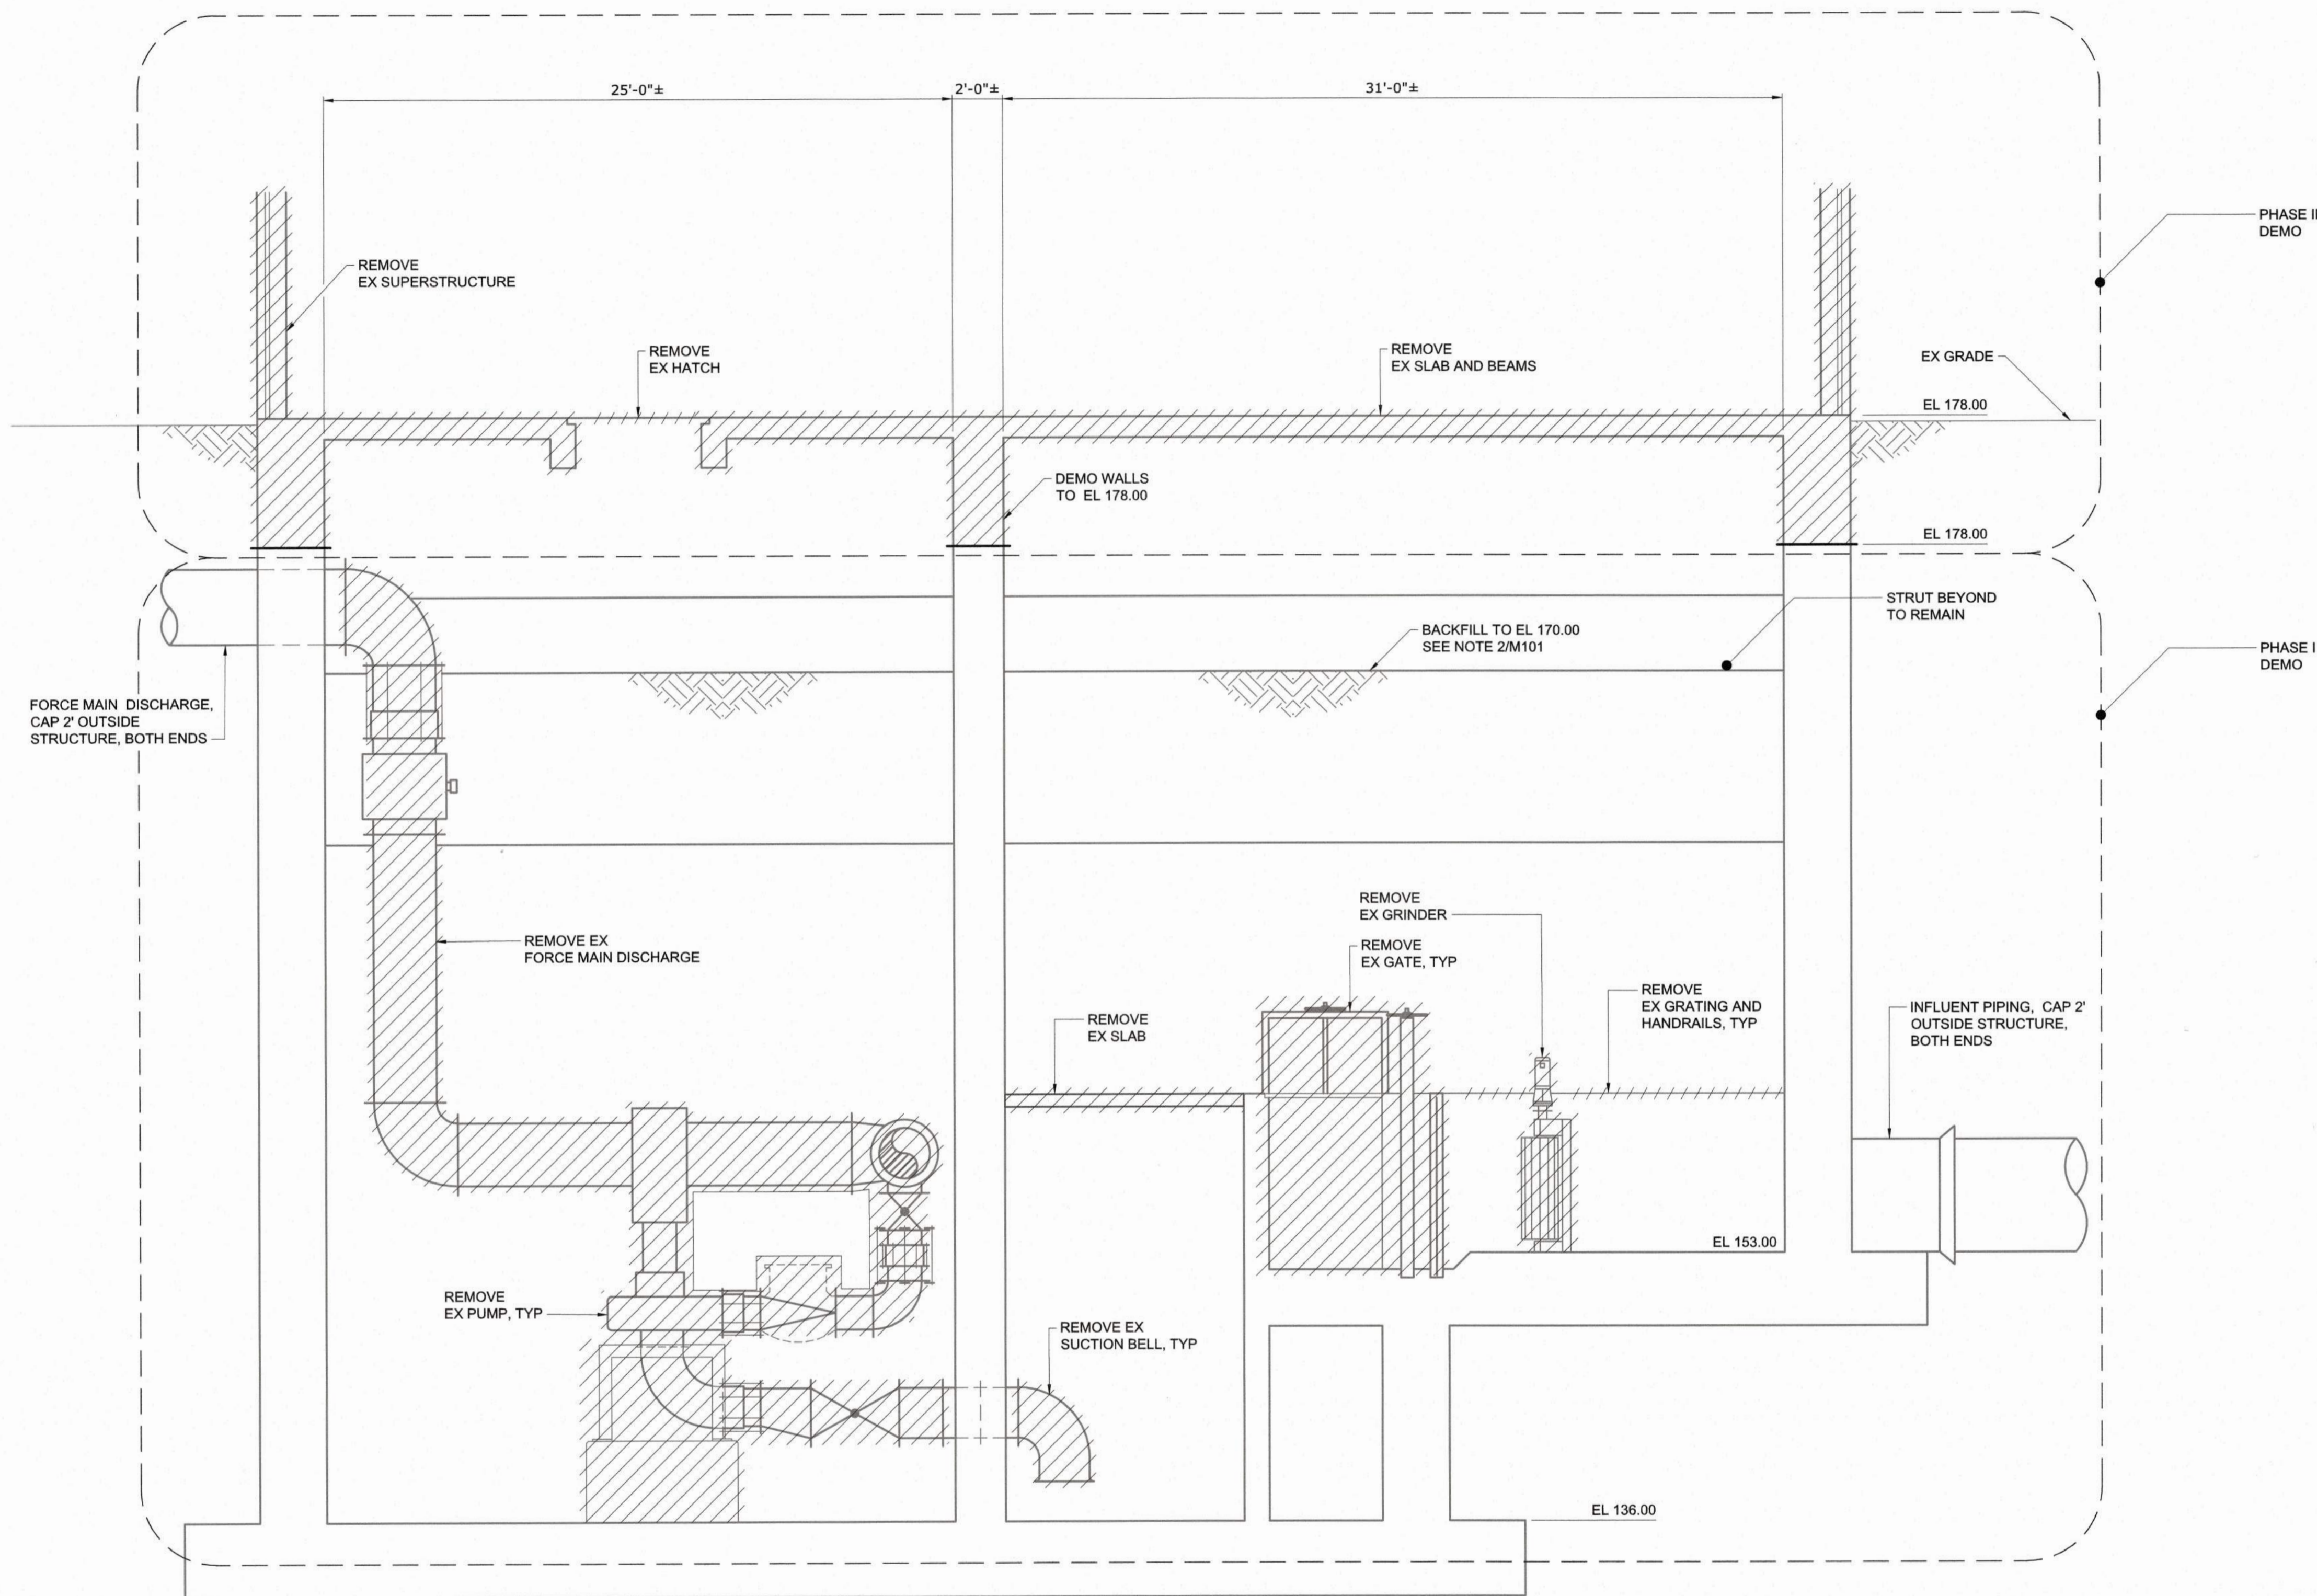 25'-0"±
2'-0"±
31'-0"±
PHASE II
DEMO
REMOVE
EX SUPERSTRUCTURE
REMOVE
EX HATCH
REMOVE
EX SLAB AND BEAMS
EX GRADE
EL 178.00
DEMO WALLS
TO EL 178.00
EL 178.00
STRUT BEYOND
TO REMAIN
BACKFILL TO EL 170.00
SEE NOTE 2/M101
PHASE I
DEMO
FORCE MAIN DISCHARGE,
CAP 2' OUTSIDE
STRUCTURE, BOTH ENDS
REMOVE
EX GRINDER
REMOVE EX
FORCE MAIN DISCHARGE
REMOVE
EX GATE, TYP
REMOVE
EX GRATING AND
HANDRAILS, TYP
REMOVE
EX SLAB
INFLUENT PIPING, CAP 2'
OUTSIDE STRUCTURE,
BOTH ENDS
EL 153.00
REMOVE
EX PUMP, TYP
REMOVE EX
SUCTION BELL, TYP
EL 136.00